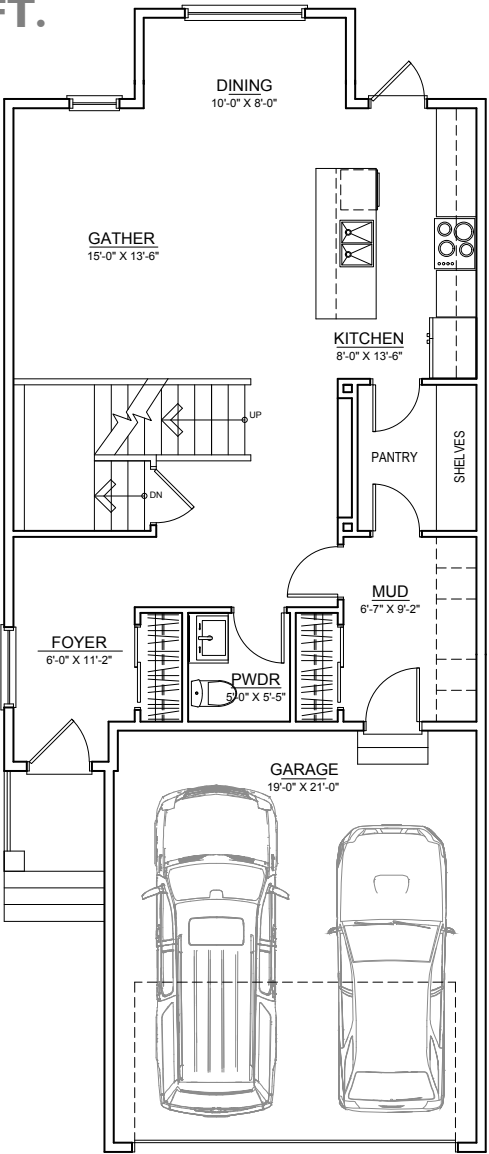 FT.
DINING
10'-0" X 8'-0"
GATHER
15'-0" X 13'-6"
KITCHEN
8'-0" X 13'-6"
UP
PANTRY
SHELVES
DN
MUD
6'-7" X 9'-2"
FOYER
6'-0" X 11'-2"
PWDR
5'-0" X 5'-5"
GARAGE
19'-0" X 21'-0"